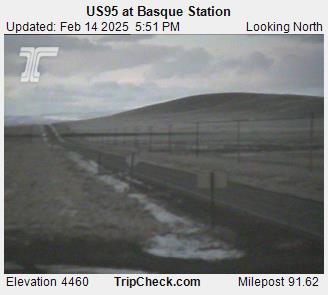 US95 at Basque Station
Updated: Feb 14 2025 5:51 PM Looking North
Elevation 4460 TripCheck.com Milepost 91.62